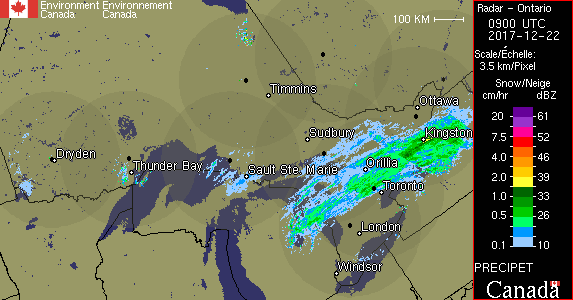 Environment Environnement
Canada Canada
100 KM
Timmins
Ottawa
Sudbury
Kingston
Dryden
Thunder Bay
Sault Ste. Marie
Orillia
Toronto
London
Windsor
Radar - Ontario
0900 UTC
2017-12-22
Scale/Échelle:
3.5 km/Pixel
Snow/Neige
cm/hr dBZ
20 61
7.5 52
4.0 46
2.0 39
1.0 33
0.5 26
0.1 10
PRECIPET
Canada